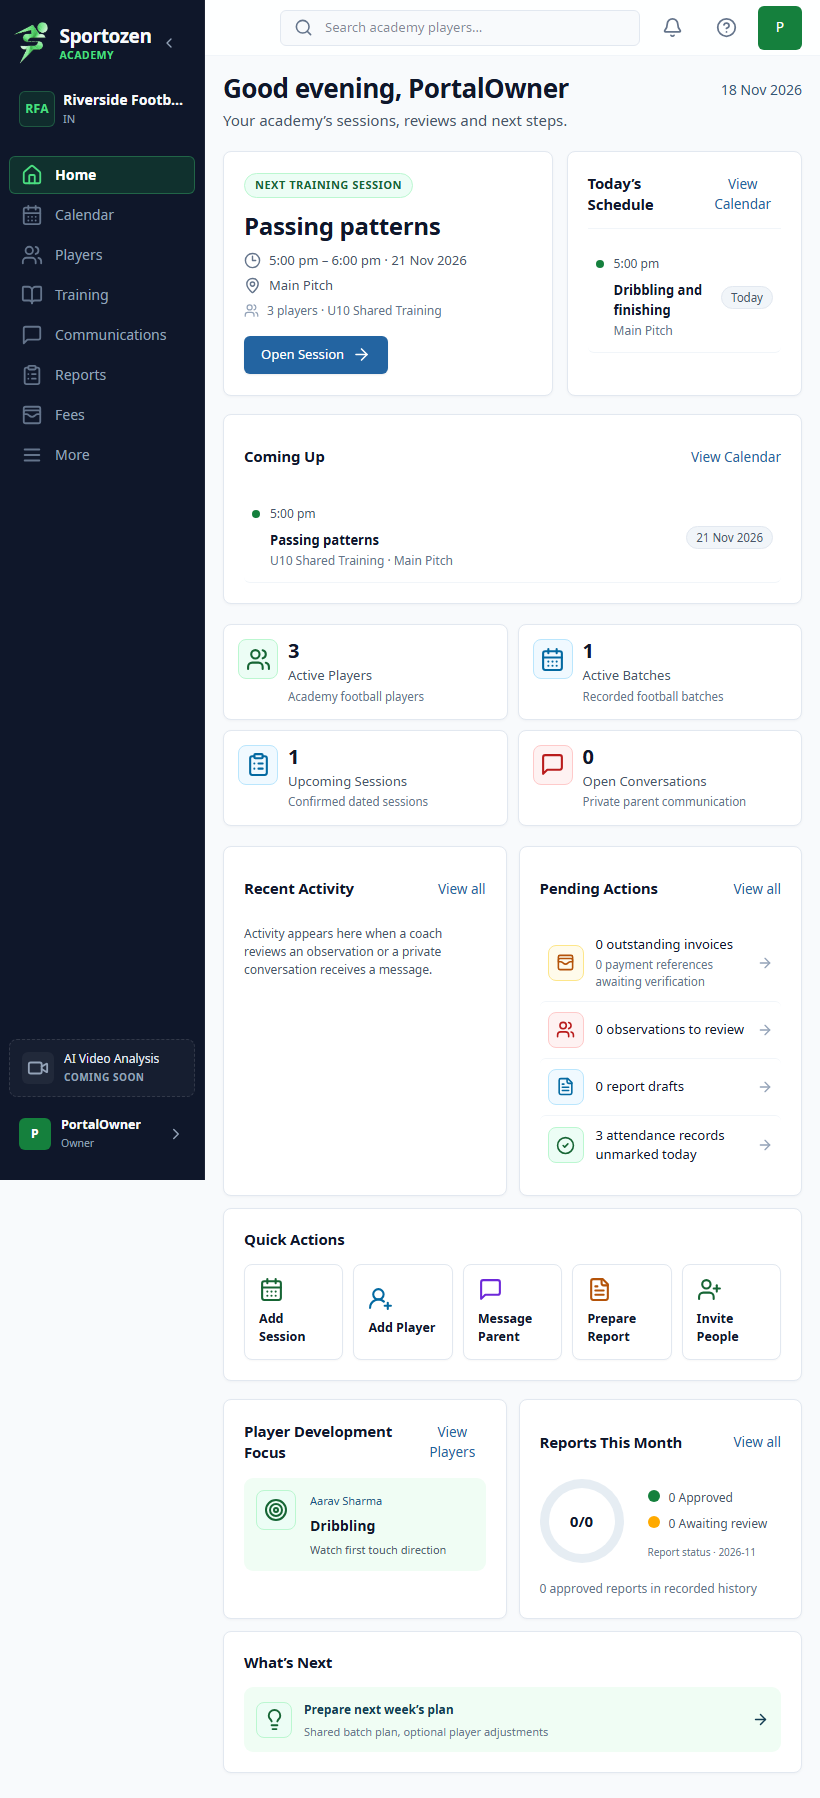 Sportozen
ACADEMY
RFA
Riverside Footb...
IN
Home
Calendar
Players
Training
Communications
Reports
Fees
More
AI Video Analysis
COMING SOON
P
PortalOwner
Owner
Search academy players...
P
Good evening, PortalOwner
18 Nov 2026
Your academy’s sessions, reviews and next steps.
NEXT TRAINING SESSION
Passing patterns
5:00 pm – 6:00 pm · 21 Nov 2026
Main Pitch
3 players · U10 Shared Training
Open Session
Today’s
Schedule
View
Calendar
5:00 pm
Dribbling and
finishing
Main Pitch
Today
Coming Up
View Calendar
5:00 pm
Passing patterns
U10 Shared Training · Main Pitch
21 Nov 2026
3
Active Players
Academy football players
1
Active Batches
Recorded football batches
1
Upcoming Sessions
Confirmed dated sessions
0
Open Conversations
Private parent communication
Recent Activity
View all
Activity appears here when a coach
reviews an observation or a private
conversation receives a message.
Pending Actions
View all
0 outstanding invoices
0 payment references
awaiting verification
0 observations to review
0 report drafts
3 attendance records
unmarked today
Quick Actions
Add
Session
Add Player
Message
Parent
Prepare
Report
Invite
People
Player Development
Focus
View
Players
Aarav Sharma
Dribbling
Watch first touch direction
Reports This Month
View all
0/0
0 Approved
0 Awaiting review
Report status · 2026-11
0 approved reports in recorded history
What’s Next
Prepare next week’s plan
Shared batch plan, optional player adjustments